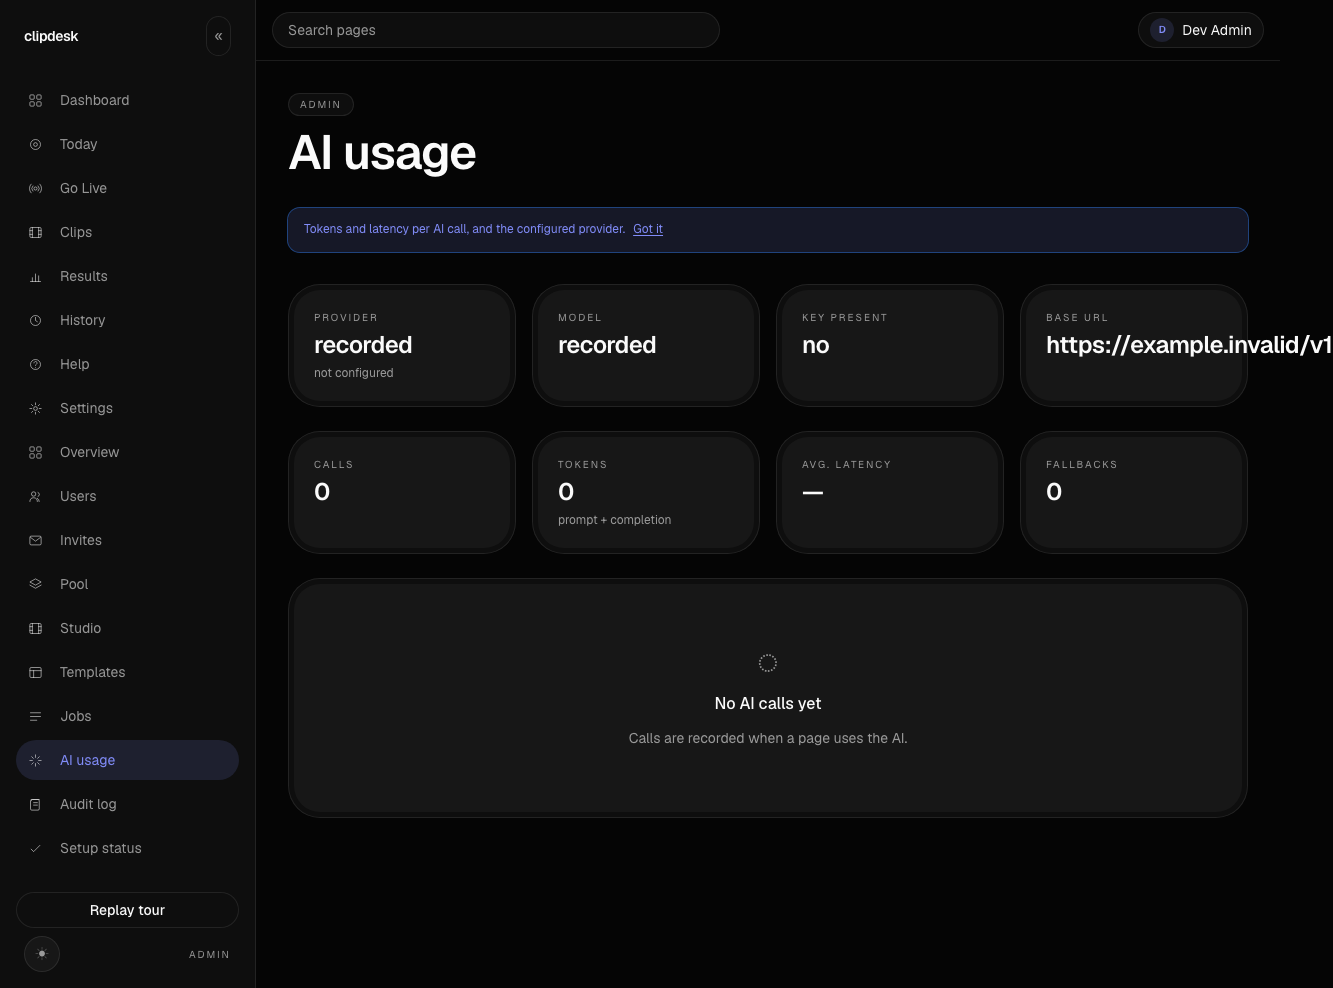 clipdesk
«
Dashboard
Today
Go Live
Clips
Results
History
Help
Settings
Overview
Users
Invites
Pool
Studio
Templates
Jobs
AI usage
Audit log
Setup status
Replay tour
ADMIN
Search pages
D Dev Admin
ADMIN
AI usage
Tokens and latency per AI call, and the configured provider. Got it
PROVIDER
recorded
not configured
MODEL
recorded
KEY PRESENT
no
BASE URL
https://example.invalid/v1
CALLS
0
TOKENS
0
prompt + completion
AVG. LATENCY
—
FALLBACKS
0
No AI calls yet
Calls are recorded when a page uses the AI.